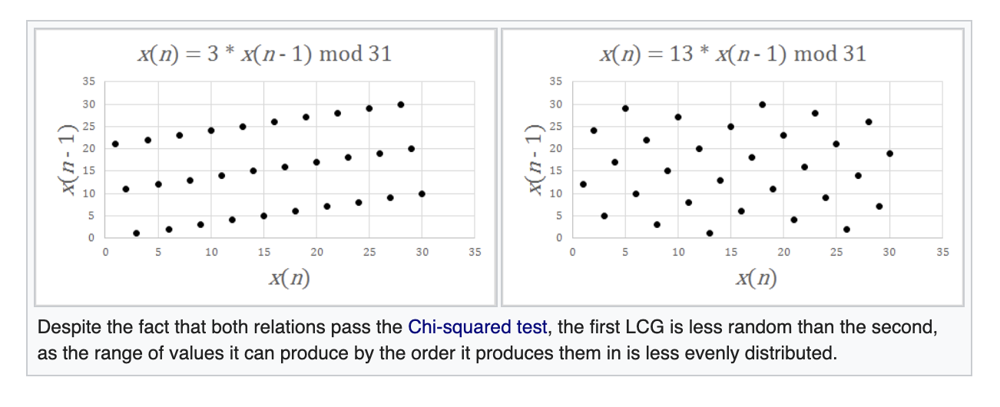 x(n) = 3 * x(n - 1) mod 31
35
30
25
20
15
10
5
0
x(n - 1)
0 5 10 15 20 25 30 35
x(n)
x(n) = 13 * x(n - 1) mod 31
35
30
25
20
15
10
5
0
x(n - 1)
0 5 10 15 20 25 30 35
x(n)
Despite the fact that both relations pass the Chi-squared test, the first LCG is less random than the second,
as the range of values it can produce by the order it produces them in is less evenly distributed.